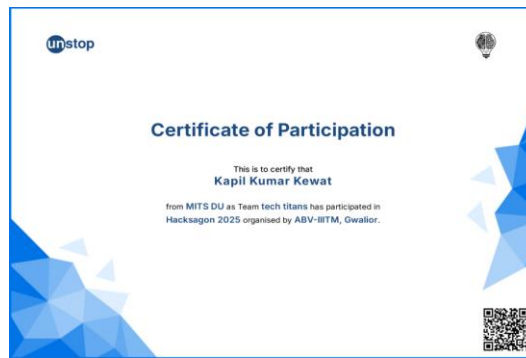 unstop
Certificate of Participation
This is to certify that
Kapil Kumar Kewat
from MITS DU as Team tech titans has participated in
Hacksagon 2025 organised by ABV-IIITM, Gwalior.